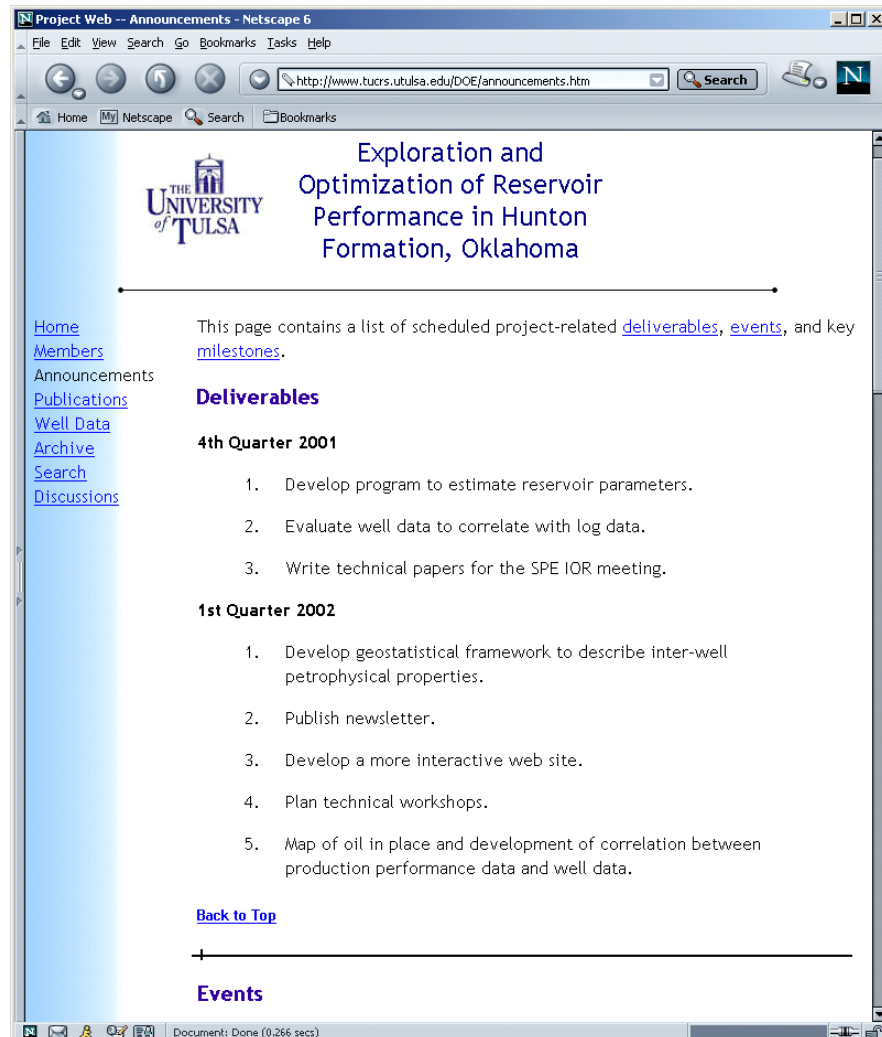 Project Web -- Announcements - Netscape 6
File Edit View Search Go Bookmarks Tasks Help
http://www.tucrs.utulsa.edu/DOE/announcements.htm Search N
Home My Netscape Search Bookmarks
THE
UNIVERSITY
of TULSA
Exploration and
Optimization of Reservoir
Performance in Hunton
Formation, Oklahoma
Home
Members
Announcements
Publications
Well Data
Archive
Search
Discussions
This page contains a list of scheduled project-related deliverables, events, and key
milestones.
Deliverables
4th Quarter 2001
1. Develop program to estimate reservoir parameters.
2. Evaluate well data to correlate with log data.
3. Write technical papers for the SPE IOR meeting.
1st Quarter 2002
1. Develop geostatistical framework to describe inter-well
petrophysical properties.
2. Publish newsletter.
3. Develop a more interactive web site.
4. Plan technical workshops.
5. Map of oil in place and development of correlation between
production performance data and well data.
Back to Top
Events
Document: Done (0.266 secs)